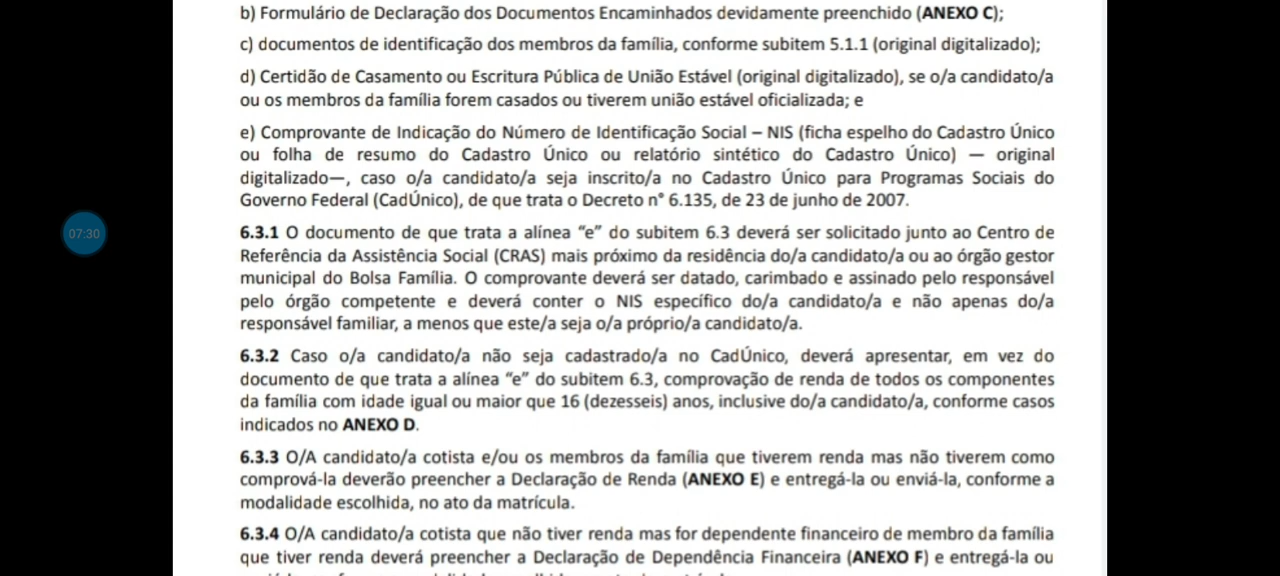 b) Formulário de Declaração dos Documentos Encaminhados devidamente preenchido (ANEXO C);
c) documentos de identificação dos membros da família, conforme subitem 5.1.1 (original digitalizado);
d) Certidão de Casamento ou Escritura Pública de União Estável (original digitalizado), se o/a candidato/a
ou os membros da família forem casados ou tiverem união estável oficializada; e
e) Comprovante de Indicação do Número de Identificação Social – NIS (ficha espelho do Cadastro Único
ou folha de resumo do Cadastro Único ou relatório sintético do Cadastro Único) — original
digitalizado—, caso o/a candidato/a seja inscrito/a no Cadastro Único para Programas Sociais do
Governo Federal (CadÚnico), de que trata o Decreto n° 6.135, de 23 de junho de 2007.
07:30
6.3.1 O documento de que trata a alínea “e” do subitem 6.3 deverá ser solicitado junto ao Centro de
Referência da Assistência Social (CRAS) mais próximo da residência do/a candidato/a ou ao órgão gestor
municipal do Bolsa Família. O comprovante deverá ser datado, carimbado e assinado pelo responsável
pelo órgão competente e deverá conter o NIS específico do/a candidato/a e não apenas do/a
responsável familiar, a menos que este/a seja o/a próprio/a candidato/a.
6.3.2 Caso o/a candidato/a não seja cadastrado/a no CadÚnico, deverá apresentar, em vez do
documento de que trata a alínea “e” do subitem 6.3, comprovação de renda de todos os componentes
da família com idade igual ou maior que 16 (dezesseis) anos, inclusive do/a candidato/a, conforme casos
indicados no ANEXO D.
6.3.3 O/A candidato/a cotista e/ou os membros da família que tiverem renda mas não tiverem como
comprová-la deverão preencher a Declaração de Renda (ANEXO E) e entregá-la ou enviá-la, conforme a
modalidade escolhida, no ato da matrícula.
6.3.4 O/A candidato/a cotista que não tiver renda mas for dependente financeiro de membro da família
que tiver renda deverá preencher a Declaração de Dependência Financeira (ANEXO F) e entregá-la ou